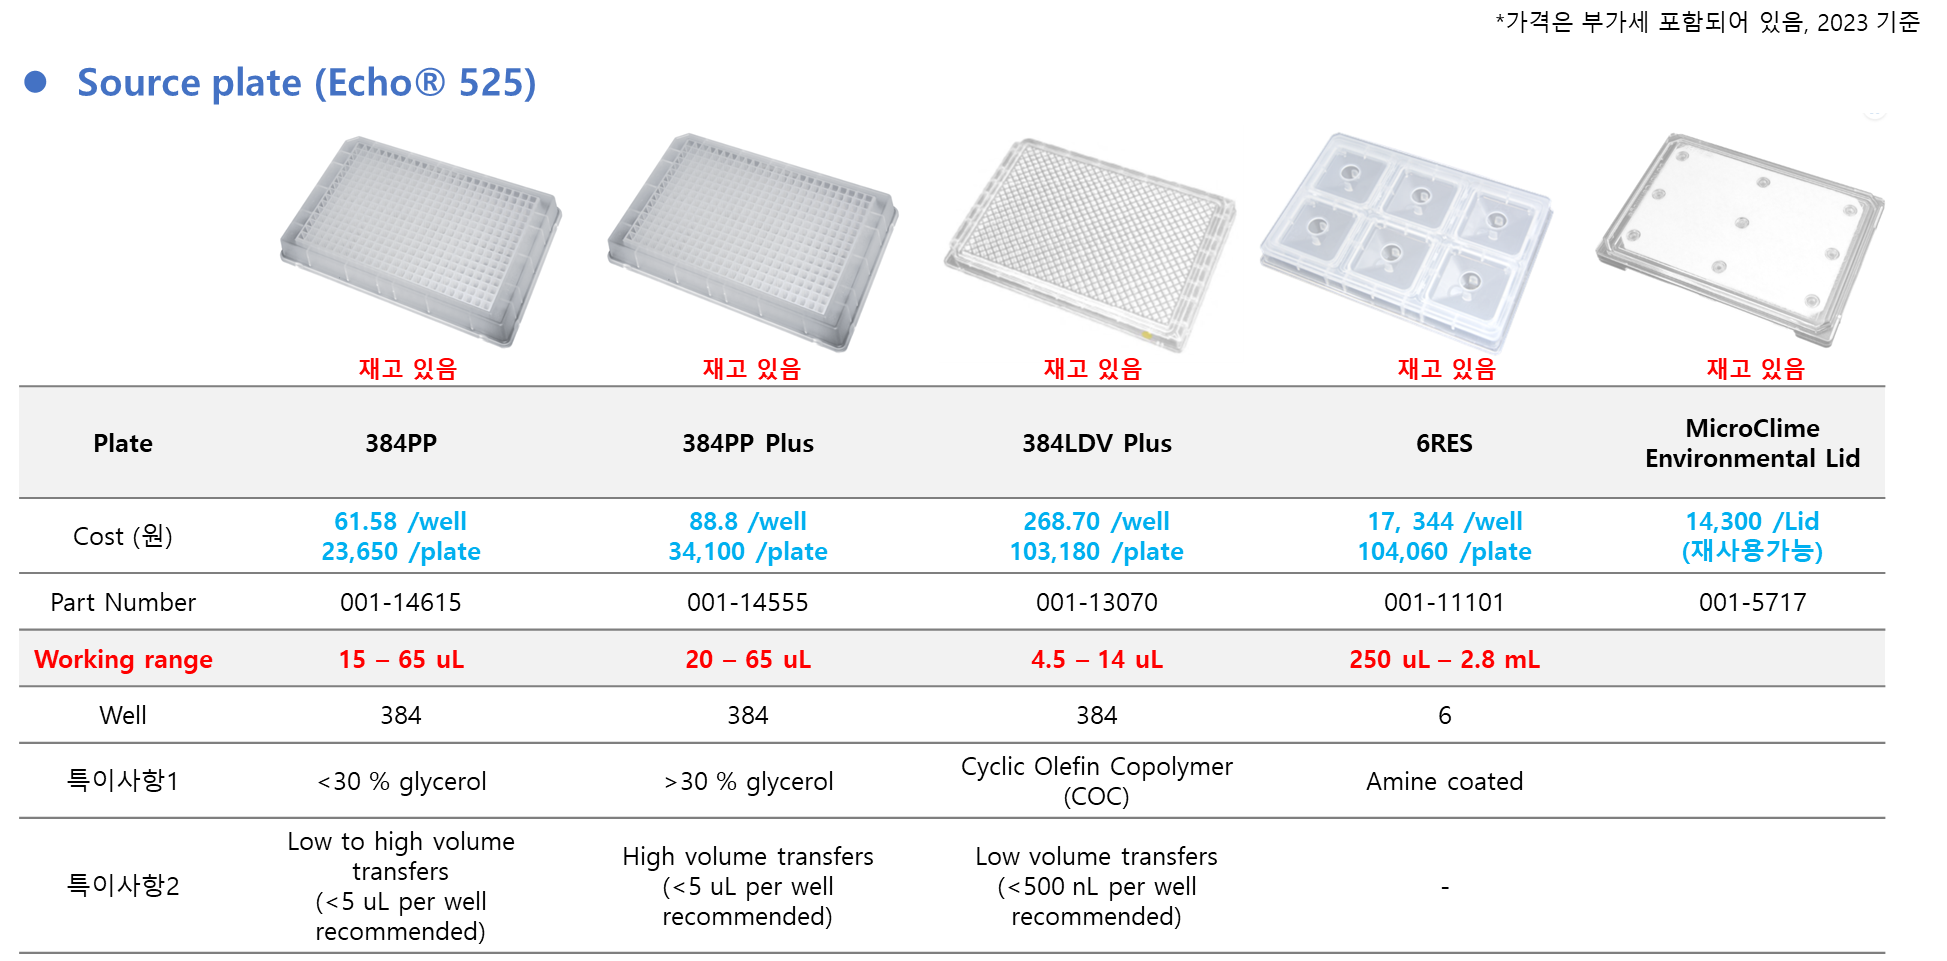 *가격은 부가세 포함되어 있음, 2023 기준
● Source plate (Echo® 525)
재고 있음 재고 있음 재고 있음 재고 있음 재고 있음
Plate 384PP 384PP Plus 384LDV Plus 6RES MicroClime
Environmental Lid
Cost (원) 61.58 /well 88.8 /well 268.70 /well 17, 344 /well 14,300 /Lid
23,650 /plate 34,100 /plate 103,180 /plate 104,060 /plate (재사용가능)
Part Number 001-14615 001-14555 001-13070 001-11101 001-5717
Working range 15 – 65 uL 20 – 65 uL 4.5 – 14 uL 250 uL – 2.8 mL
Well 384 384 384 6
특이사항1 <30 % glycerol >30 % glycerol Cyclic Olefin Copolymer Amine coated
(COC)
특이사항2 Low to high volume High volume transfers Low volume transfers -
transfers (<5 uL per well (<500 nL per well
(<5 uL per well recommended) recommended)
recommended)